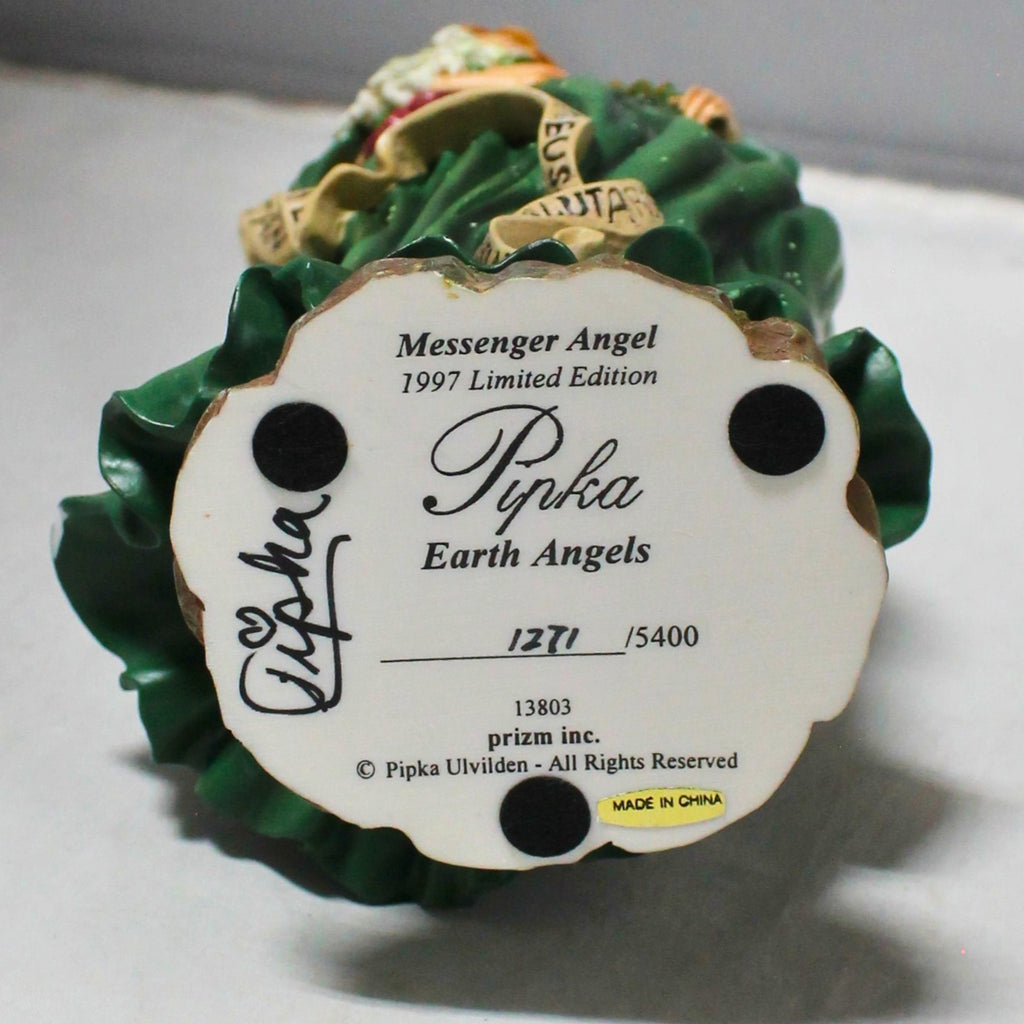 EUS
Messenger Angel
1997 Limited Edition
Pipka
Earth Angels
Pipka
1271 /5400
13803
prizm inc.
© Pipka Ulvilden - All Rights Reserved
MADE IN CHINA